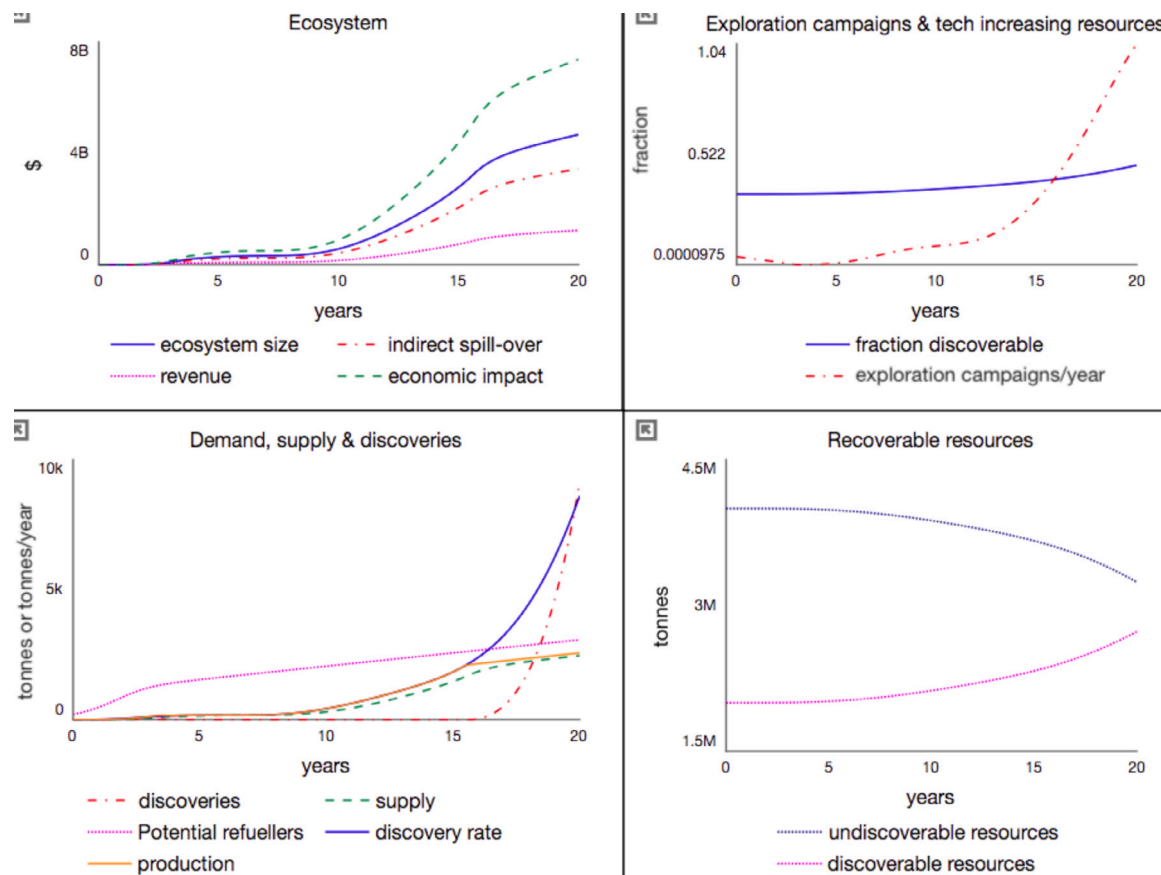 Ecosystem
8B
4B
0
$
0 5 10 15 20
years
ecosystem size indirect spill-over
revenue economic impact
Exploration campaigns & tech increasing resources
1.04
0.522
0.0000975
fraction
0 5 10 15 20
years
fraction discoverable
exploration campaigns/year
Demand, supply & discoveries
10k
5k
0
tonnes or tonnes/year
0 5 10 15 20
years
discoveries supply
Potential refuellers discovery rate
production
Recoverable resources
4.5M
3M
1.5M
tonnes
0 5 10 15 20
years
undiscoverable resources
discoverable resources